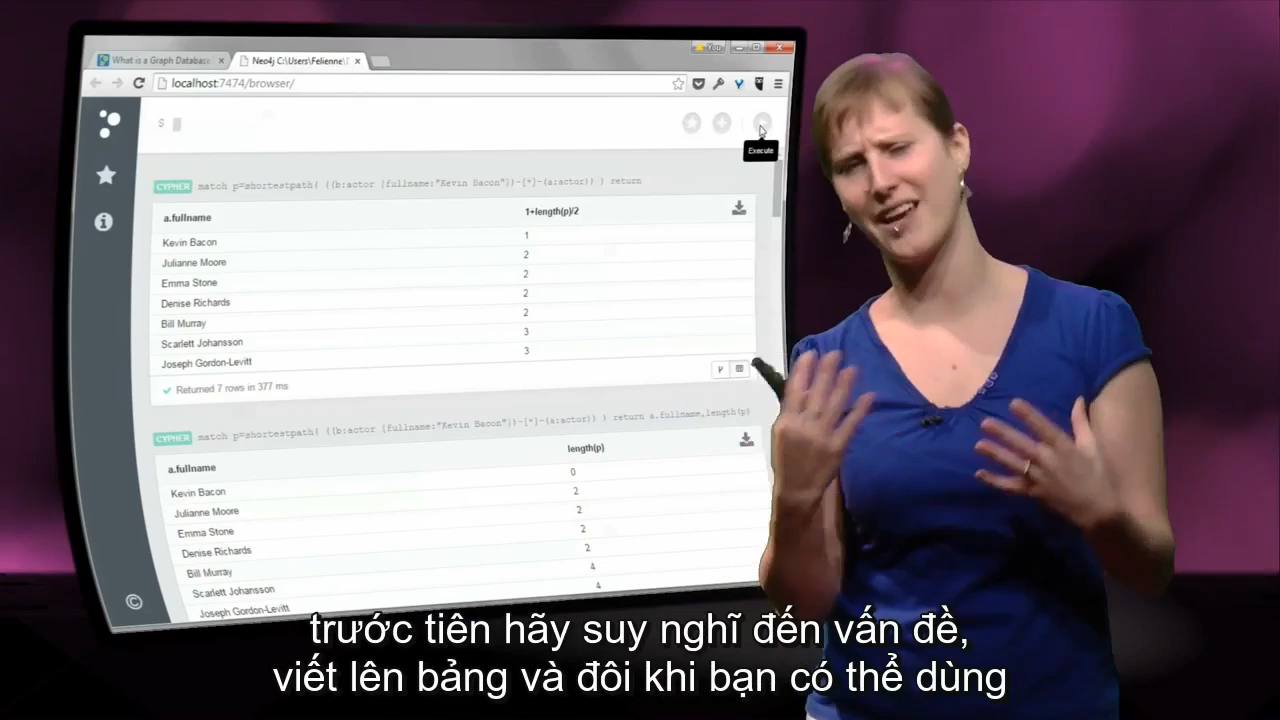 You
What is a Graph Database
Neo4j C:\Users\Felienne\
localhost:7474/browser/
$
Execute
CYPHER match p=shortestpath( ((b:actor {fullname:"Kevin Bacon"})-[*]-(a:actor)) ) return
a.fullname 1+length(p)/2
Kevin Bacon 1
Julianne Moore 2
Emma Stone 2
Denise Richards 2
Bill Murray 2
Scarlett Johansson 3
Joseph Gordon-Levitt 3
Returned 7 rows in 377 ms
CYPHER match p=shortestpath( ((b:actor {fullname:"Kevin Bacon"})-[*]-(a:actor)) ) return a.fullname,length(p)
a.fullname length(p)
Kevin Bacon 0
Julianne Moore 2
Emma Stone 2
Denise Richards 2
Bill Murray 2
Scarlett Johansson 4
Joseph Gordon-Levitt 4
trước tiên hãy suy nghĩ đến vấn đề,
viết lên bảng và đôi khi bạn có thể dùng